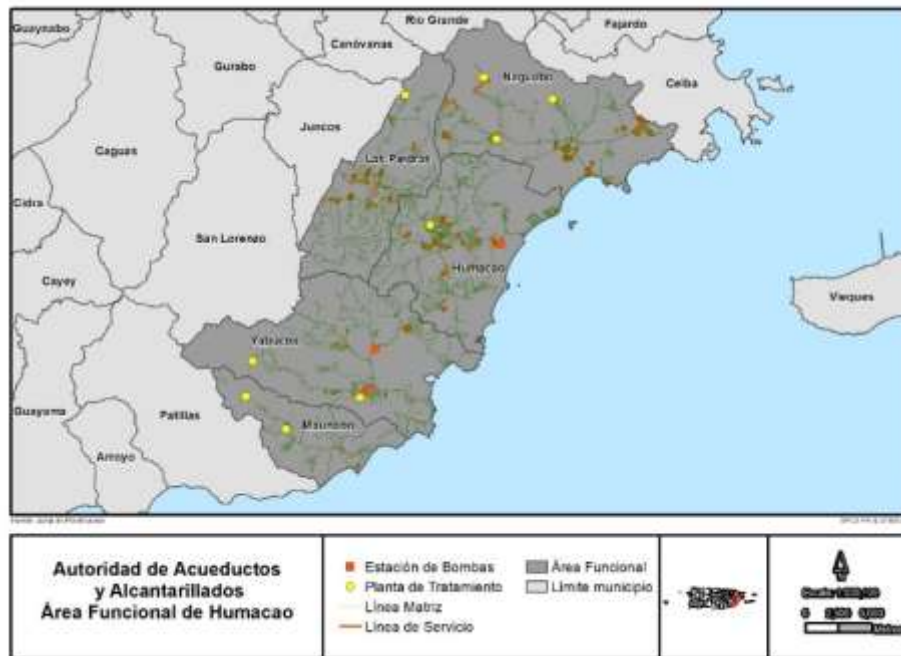 Guaynabo
Rio Grande
Fajardo
Canóvanas
Gurabo
Naguabo
Ceiba
Juncos
Caguas
Las Piedras
Cidra
San Lorenzo
Humacao
Cayey
Vieques
Yabucoa
Guayama
Patillas
Maunabo
Arroyo
Autoridad de Acueductos
y Alcantarillados
Área Funcional de Humacao
Estación de Bombas
Planta de Tratamiento
Línea Matriz
Línea de Servicio
Área Funcional
Límite municipio